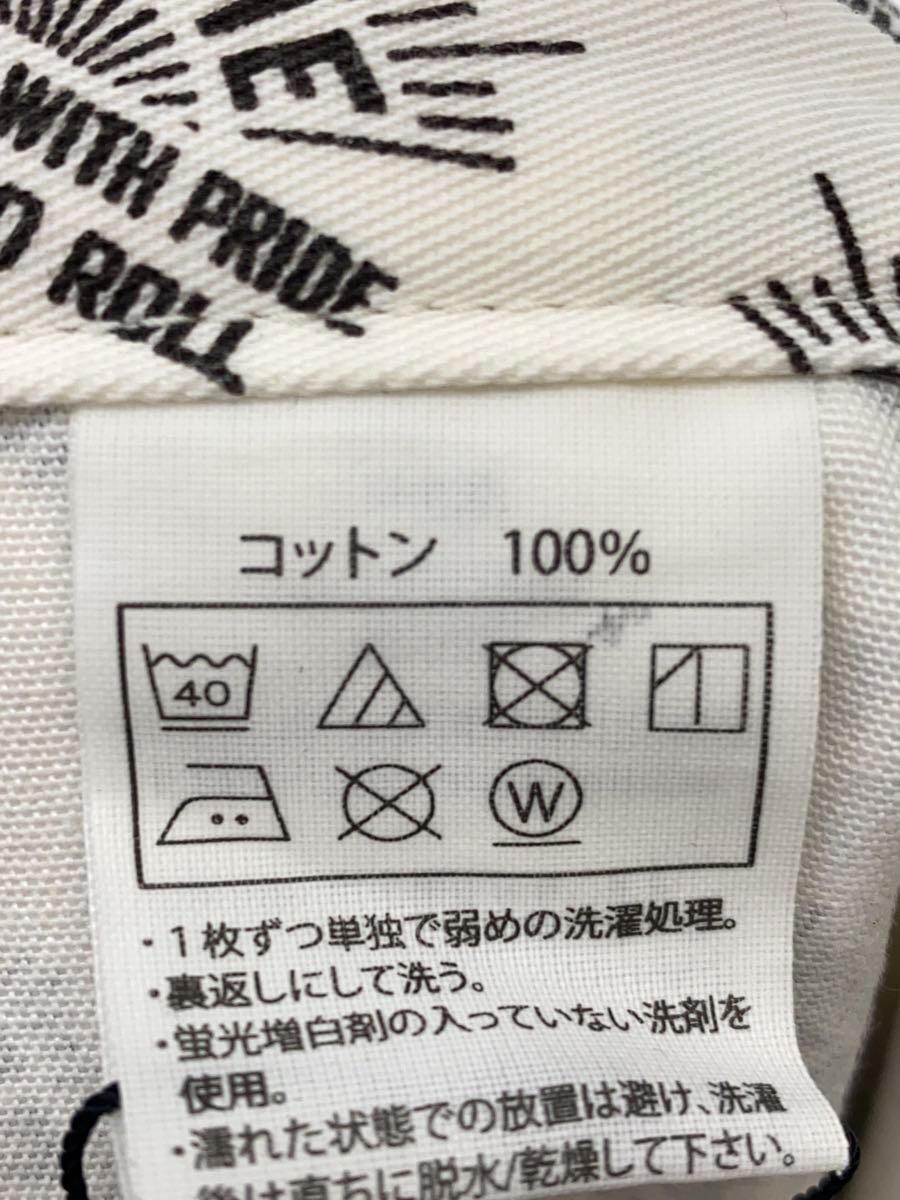 E
WITH PRIDE
ROLL
コットン 100%
40
W
・1枚ずつ単独で弱めの洗濯処理。
・裏返しにして洗う。
・蛍光増白剤の入っていない洗剤を
使用。
・濡れた状態での放置は避け、洗濯
後は直ちに脱水/乾燥して下さい。